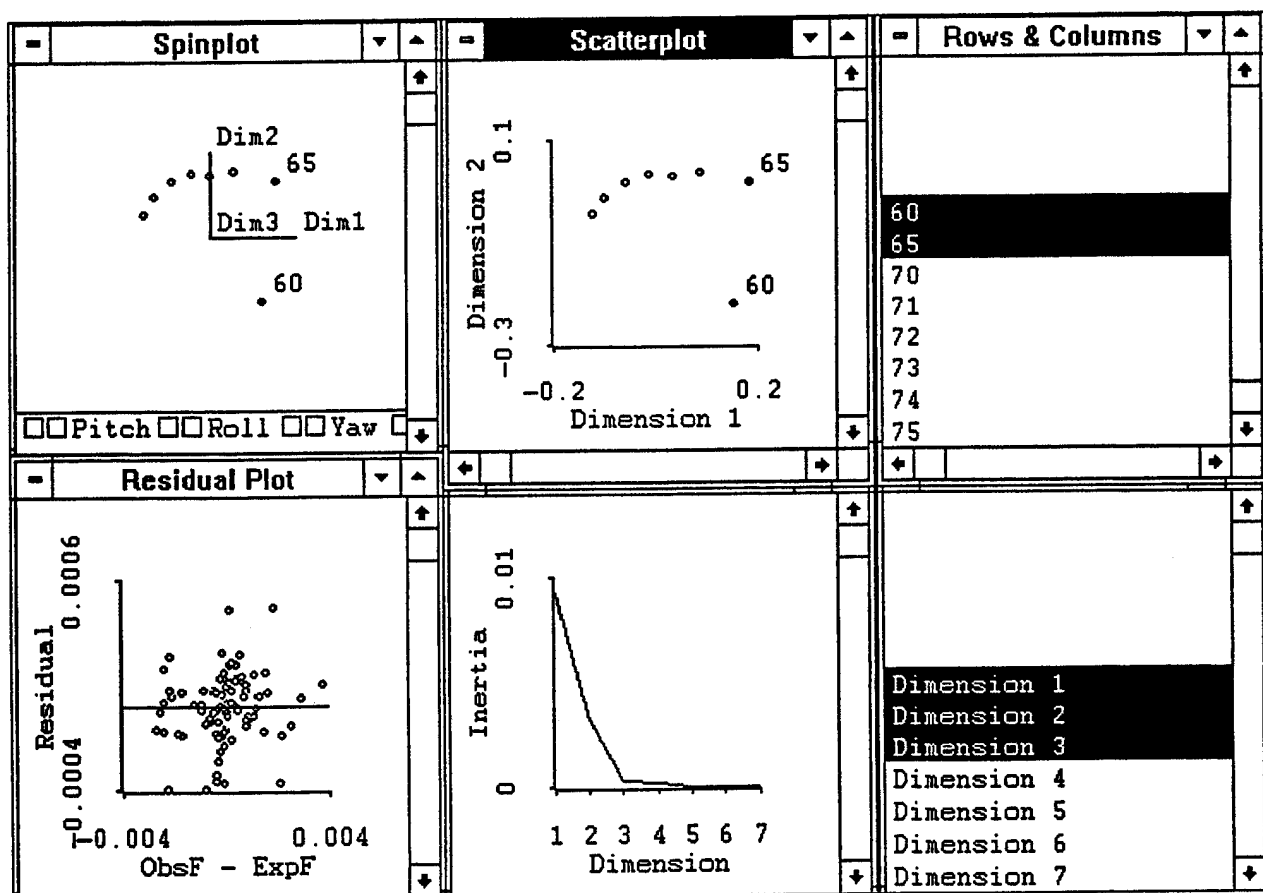 Spinplot
Dim2
65
Dim3 Dim1
60
Pitch Roll Yaw
Scatterplot
Dimension 2
0.1
-0.3
65
60
-0.2 0.2
Dimension 1
Rows & Columns
60
65
70
71
72
73
74
75
Residual Plot
Residual
0.0006
-0.0004
-0.004 0.004
ObsF - ExpF
Inertia
0.01
0
1 2 3 4 5 6 7
Dimension
Dimension 1
Dimension 2
Dimension 3
Dimension 4
Dimension 5
Dimension 6
Dimension 7